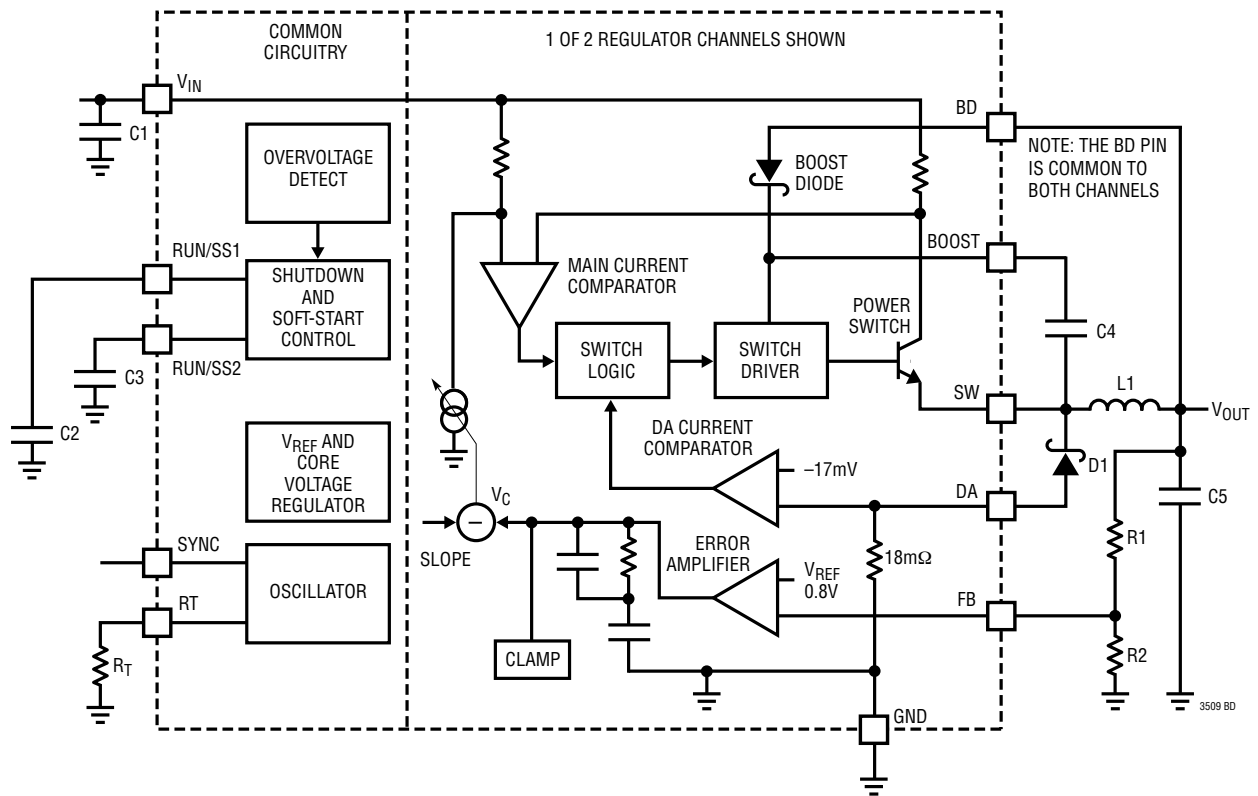 COMMON
CIRCUITRY
1 OF 2 REGULATOR CHANNELS SHOWN
VIN
C1
OVERVOLTAGE
DETECT
BD
BOOST
DIODE
NOTE: THE BD PIN
IS COMMON TO
BOTH CHANNELS
RUN/SS1
SHUTDOWN
AND
SOFT-START
CONTROL
RUN/SS2
C3
C2
MAIN CURRENT
COMPARATOR
BOOST
POWER
SWITCH
C4
SWITCH
LOGIC
SWITCH
DRIVER
SW
L1
VOUT
DA CURRENT
COMPARATOR
–17mV
D1
DA
C5
VREF AND
CORE
VOLTAGE
REGULATOR
VC
–
SLOPE
ERROR
AMPLIFIER
18mΩ
R1
VREF
0.8V
FB
SYNC
OSCILLATOR
RT
RT
CLAMP
R2
GND
3509 BD